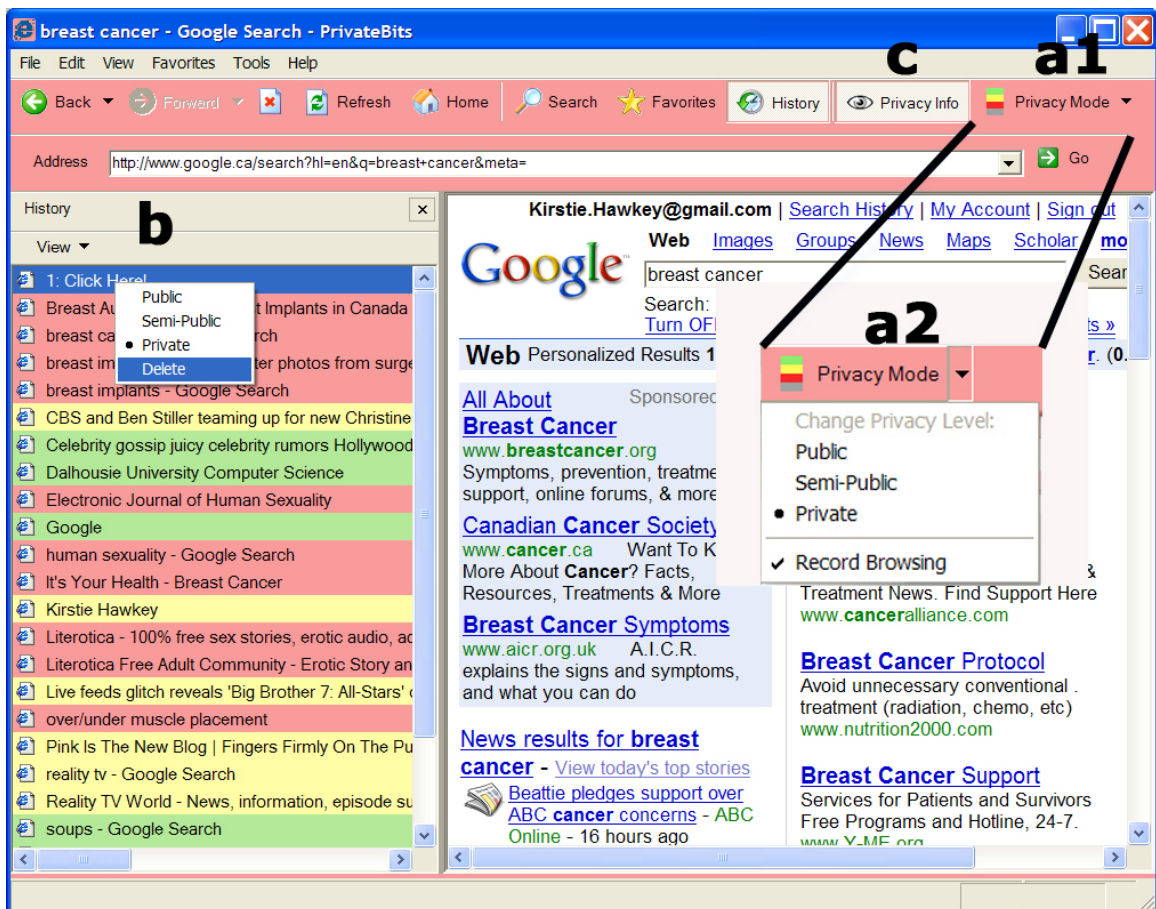 breast cancer - Google Search - PrivateBits
File Edit View Favorites Tools Help
c
a1
Back Forward Refresh Home Search Favorites History Privacy Info Privacy Mode
Address http://www.google.ca/search?hl=en&q=breast+cancer&meta= Go
History
b
View
1: Click Here!
Breast Au t Implants in Canada
breast ca rch
breast im ter photos from surge
breast implants - Google Search
CBS and Ben Stiller teaming up for new Christine
Celebrity gossip juicy celebrity rumors Hollywood
Dalhousie University Computer Science
Electronic Journal of Human Sexuality
Google
human sexuality - Google Search
It's Your Health - Breast Cancer
Kirstie Hawkey
Literotica - 100% free sex stories, erotic audio, ad
Literotica Free Adult Community - Erotic Story an
Live feeds glitch reveals 'Big Brother 7: All-Stars'
over/under muscle placement
Pink Is The New Blog | Fingers Firmly On The Pu
reality tv - Google Search
Reality TV World - News, information, episode su
soups - Google Search
Public
Semi-Public
Private
Delete
Kirstie.Hawkey@gmail.com | Search History | My Account | Sign out
Google
Web Images Groups News Maps Scholar mo
breast cancer
Sear
Search:
Turn OF ts »
Web Personalized Results 1 r. (0.
a2
Privacy Mode
Change Privacy Level:
Public
Semi-Public
Private
Record Browsing
All About Sponsored
Breast Cancer
www.breastcancer.org
Symptoms, prevention, treatme
support, online forums, & more
Canadian Cancer Society
www.cancer.ca Want To K
More About Cancer? Facts,
Resources, Treatments & More
Breast Cancer Symptoms
www.aicr.org.uk A.I.C.R.
explains the signs and symptoms,
and what you can do
News results for breast
cancer - View today's top stories
Beattie pledges support over
ABC cancer concerns - ABC
Online - 16 hours ago
&
Treatment News. Find Support Here
www.canceralliance.com
Breast Cancer Protocol
Avoid unnecessary conventional .
treatment (radiation, chemo, etc)
www.nutrition2000.com
Breast Cancer Support
Services for Patients and Survivors
Free Programs and Hotline, 24-7.
www.Y-ME.org